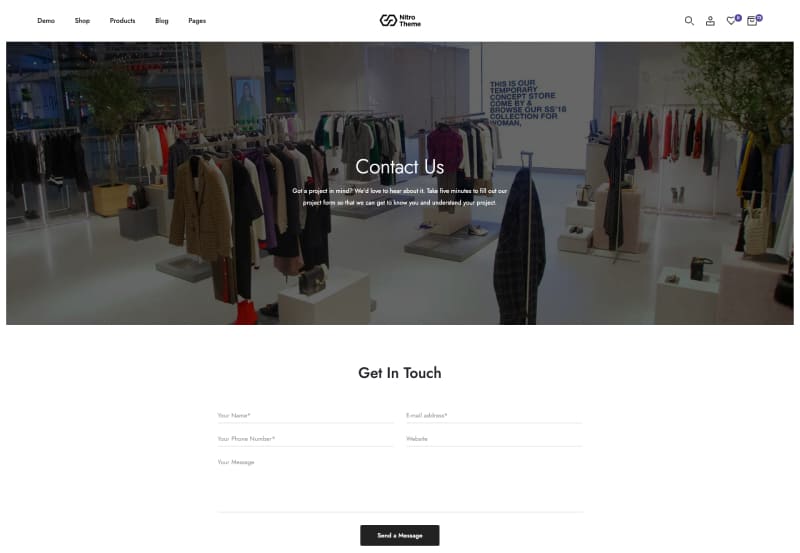 Demo Shop Products Blog Pages
Nitro
Theme
THIS IS OUR
TEMPORARY
CONCEPT STORE
COME BY &
BROWSE OUR SS'18
COLLECTION FOR
WOMAN,
Contact Us
Got a project in mind? We'd love to hear about it. Take five minutes to fill out our
project form so that we can get to know you and understand your project.
Get In Touch
Your Name* E-mail address*
Your Phone Number* Website
Your Message
Send a Message